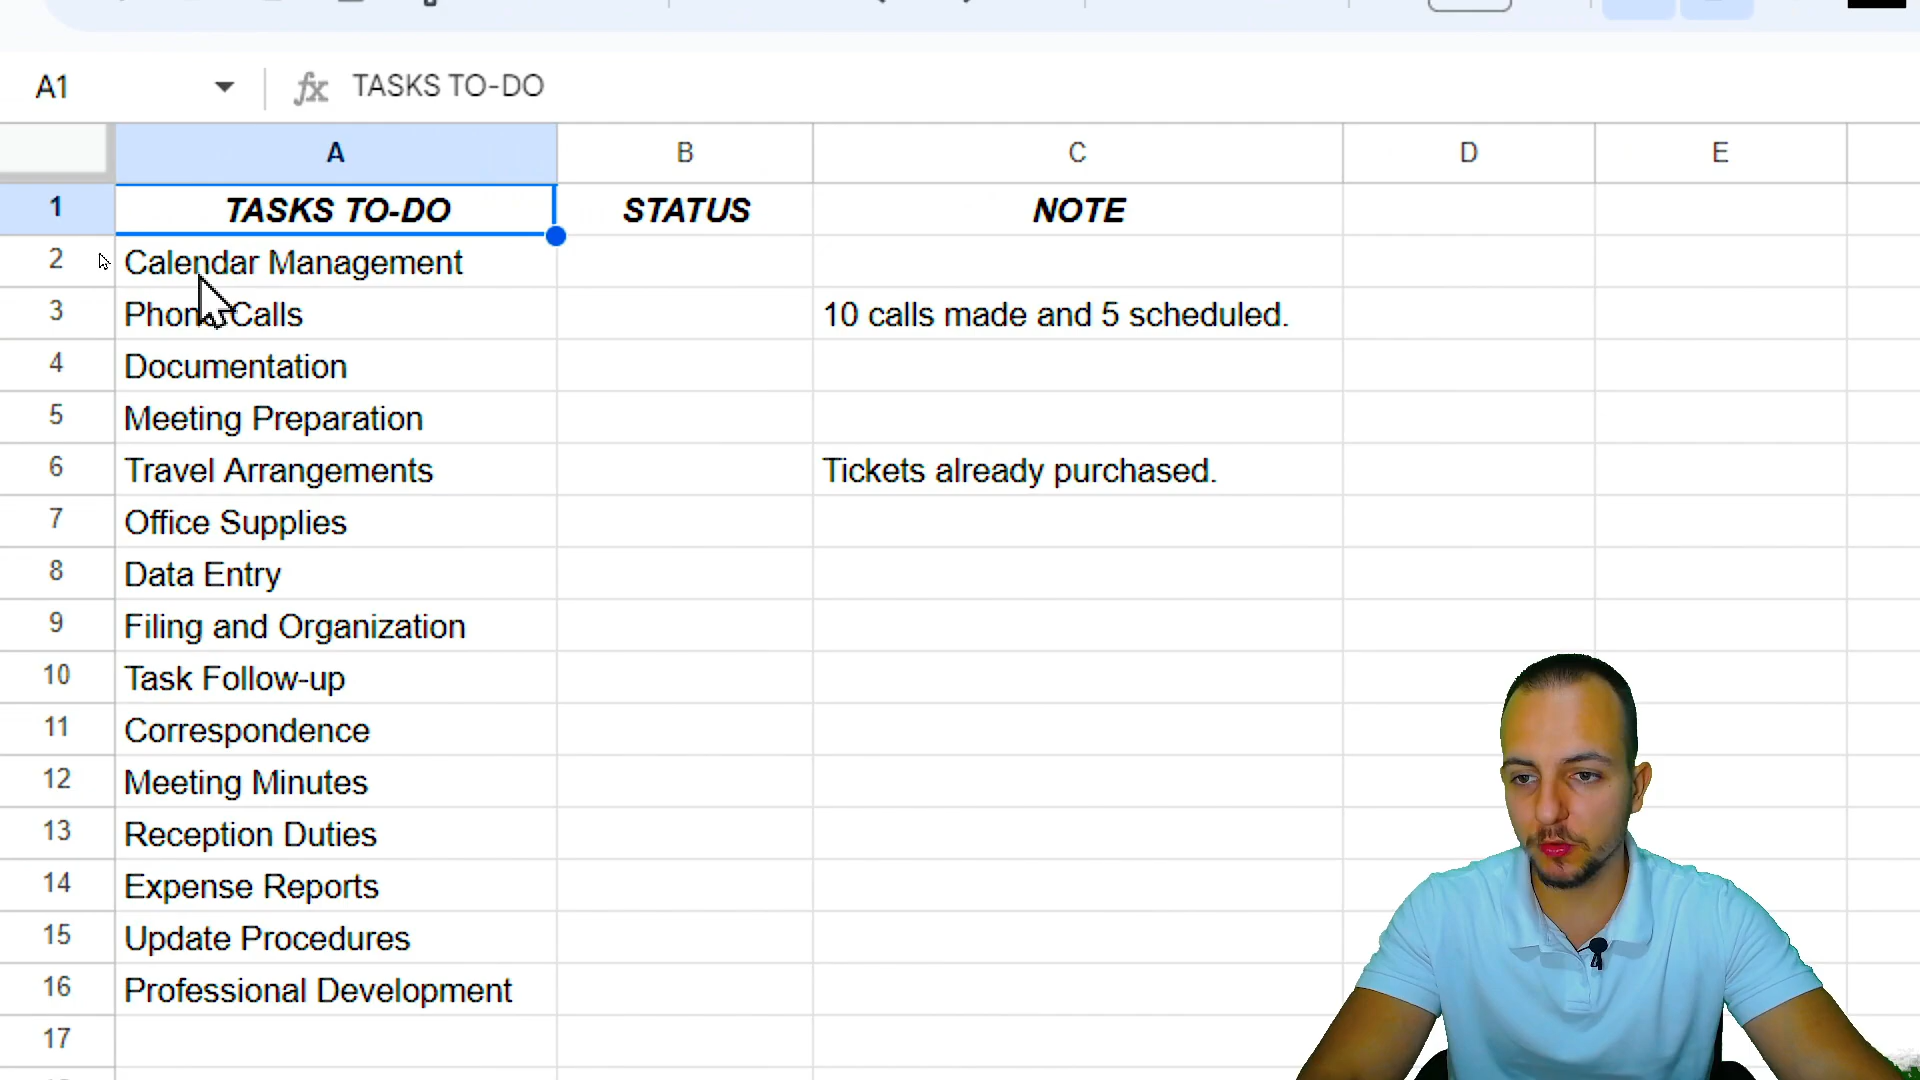 A1 fx TASKS TO-DO
A B C D E
1 TASKS TO-DO STATUS NOTE
2 Calendar Management
3 Phone Calls 10 calls made and 5 scheduled.
4 Documentation
5 Meeting Preparation
6 Travel Arrangements Tickets already purchased.
7 Office Supplies
8 Data Entry
9 Filing and Organization
10 Task Follow-up
11 Correspondence
12 Meeting Minutes
13 Reception Duties
14 Expense Reports
15 Update Procedures
16 Professional Development
17